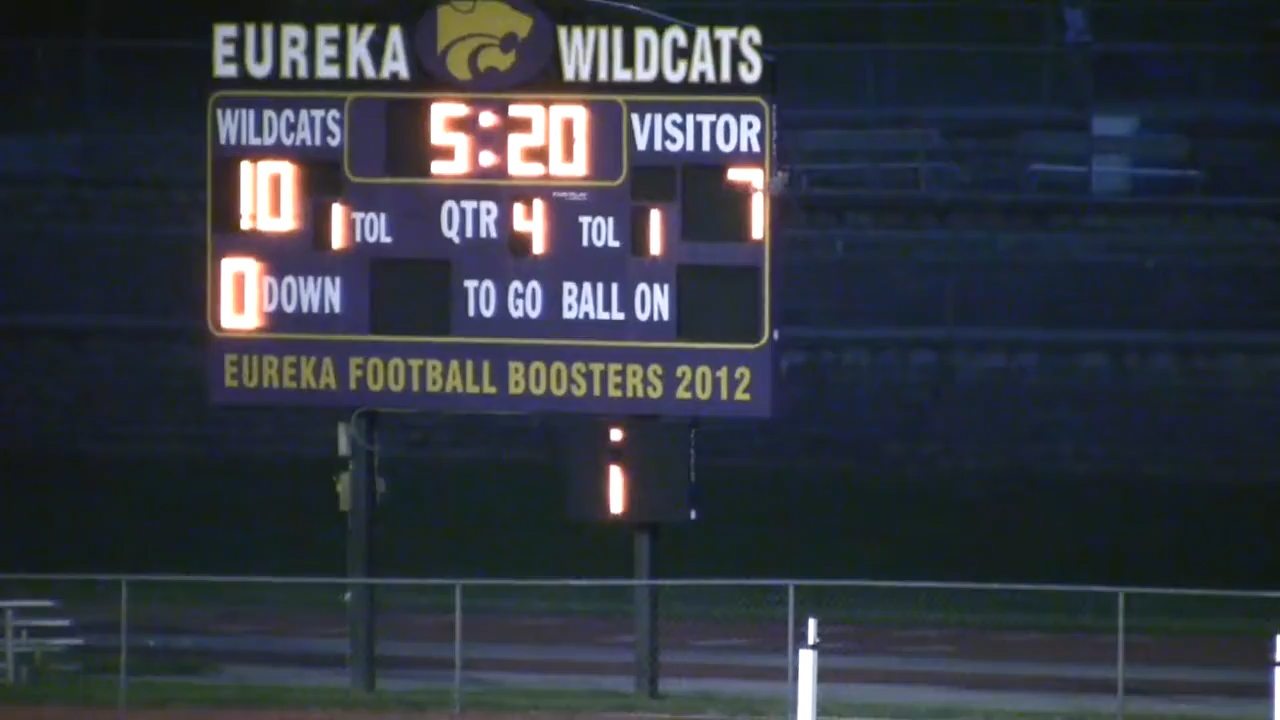 EUREKA WILDCATS
WILDCATS 5:20 VISITOR
10 1 TOL QTR 4 TOL 1 7
0 DOWN TO GO BALL ON
EUREKA FOOTBALL BOOSTERS 2012